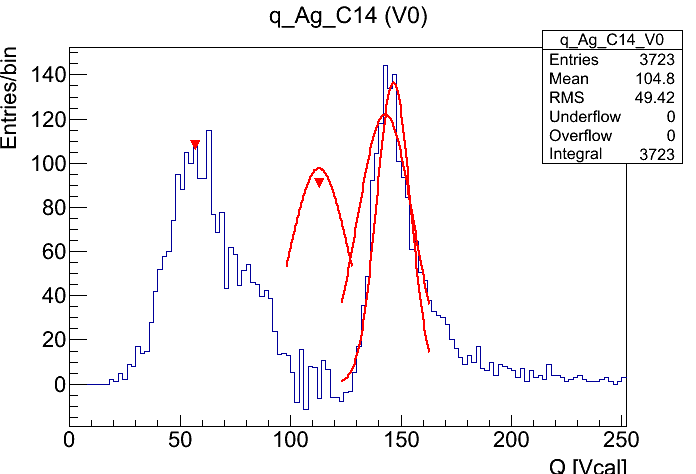 q_Ag_C14 (V0)
q_Ag_C14_V0
Entries 3723
Mean 104.8
RMS 49.42
Underflow 0
Overflow 0
Integral 3723
Entries/bin
140
120
100
80
60
40
20
0
0 50 100 150 200 250
Q [Vcal]